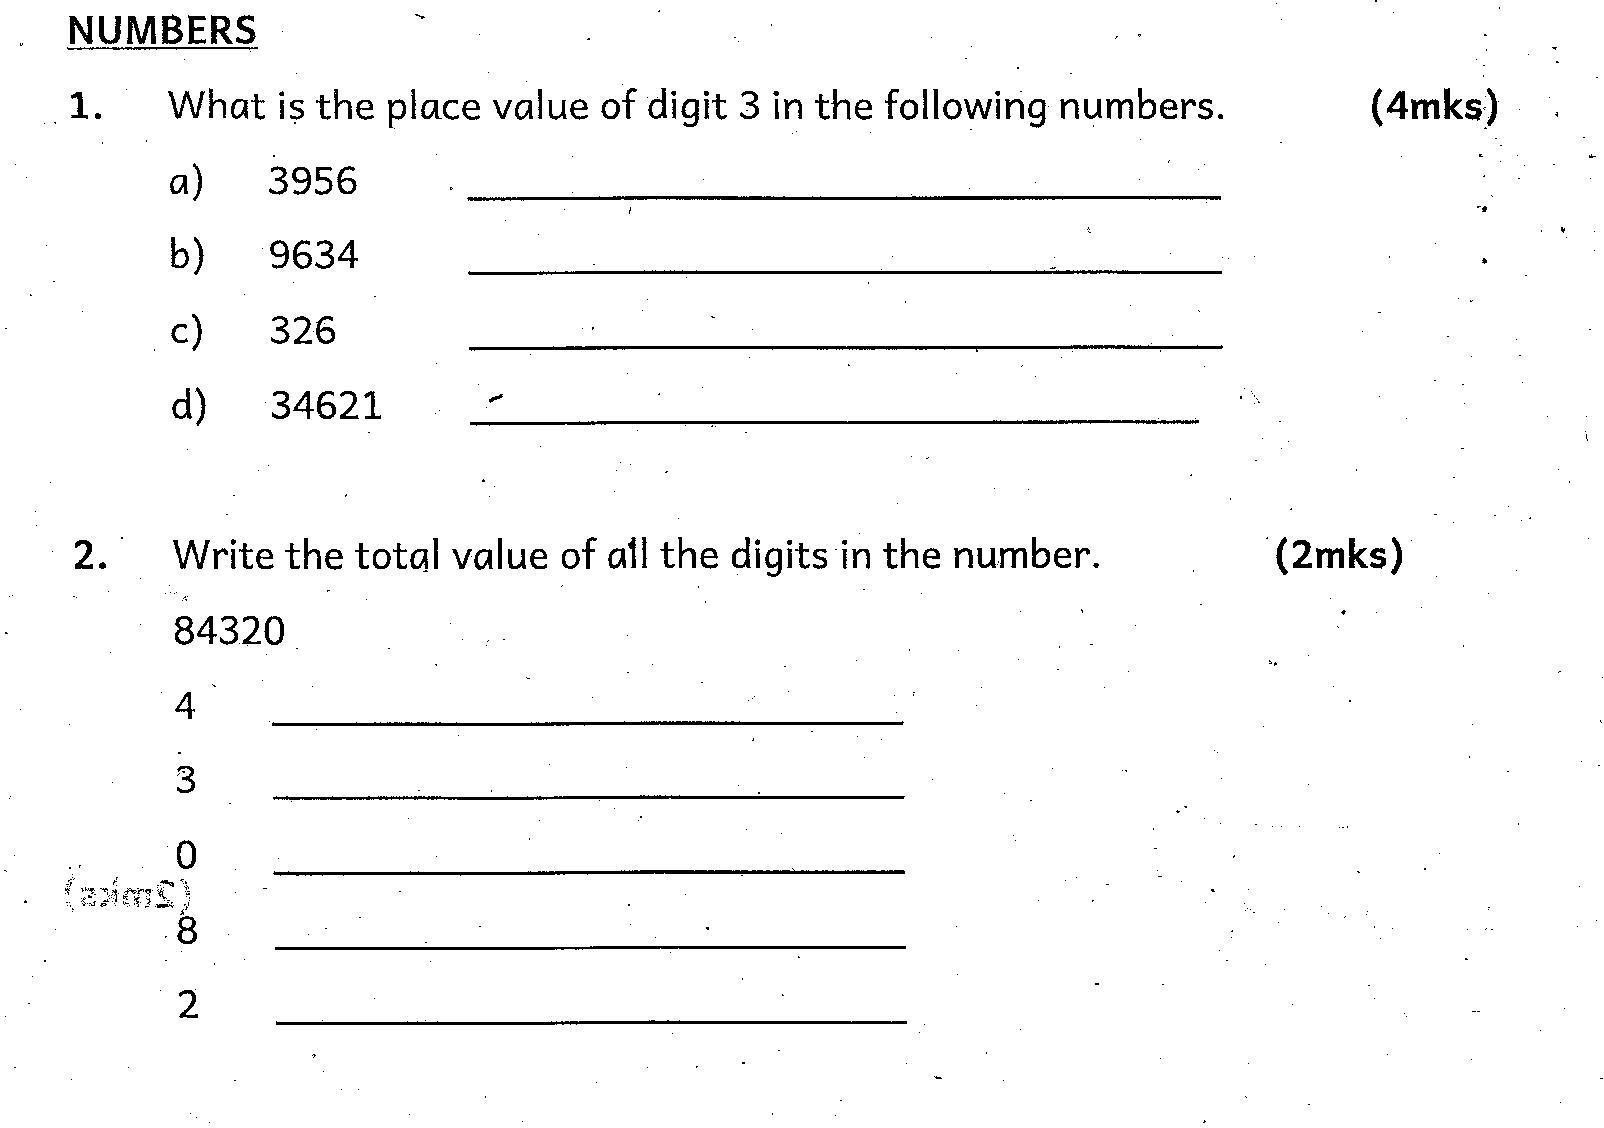 NUMBERS
1. What is the place value of digit 3 in the following numbers. (4mks)
a) 3956
b) 9634
c) 326
d) 34621
2. Write the total value of all the digits in the number. (2mks)
84320
4
3
0
(2mks)
8
2